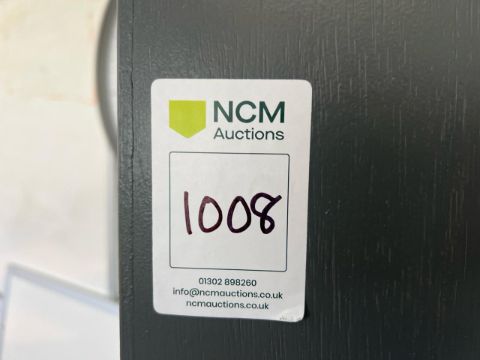 NCM
Auctions
1008
01302 898260
info@ncmauctions.co.uk
ncmauctions.co.uk